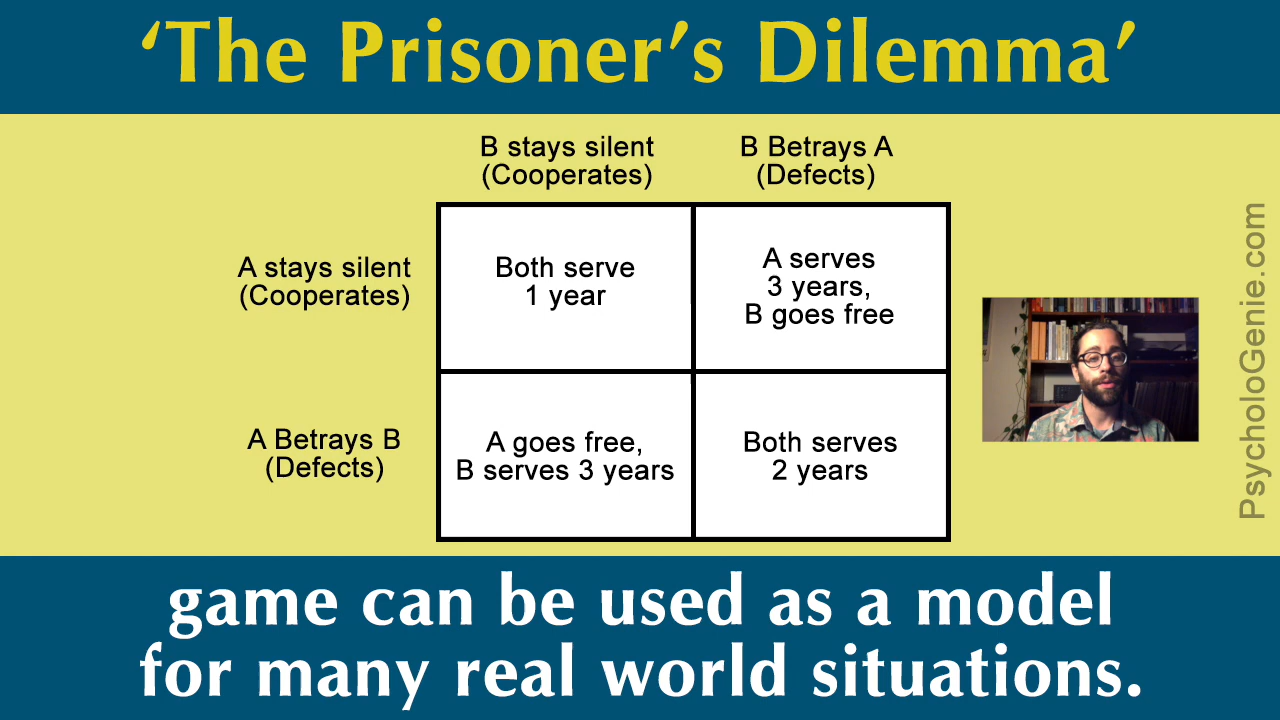 ‘The Prisoner’s Dilemma’
B stays silent
(Cooperates)
B Betrays A
(Defects)
A stays silent
(Cooperates)
Both serve
1 year
A serves
3 years,
B goes free
A Betrays B
(Defects)
A goes free,
B serves 3 years
Both serves
2 years
PsycholoGenie.com
game can be used as a model
for many real world situations.